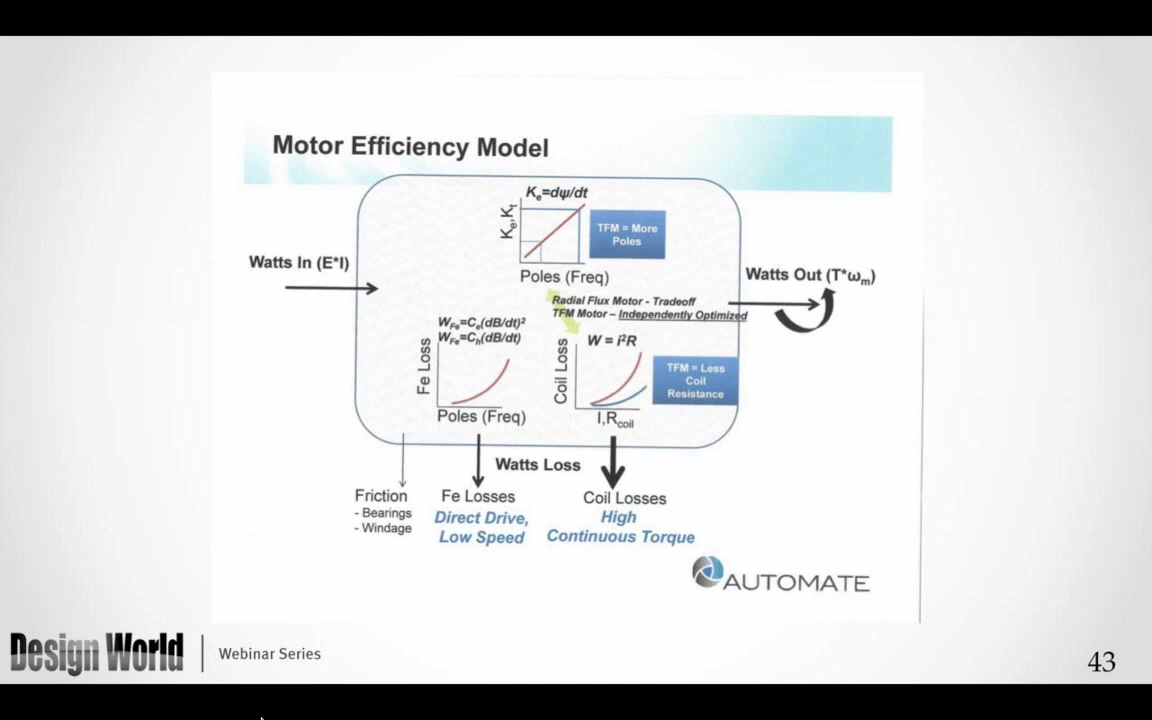 Motor Efficiency Model
Kₑ=dψ/dt
Kₑ,Kₜ
TFM = More
Poles
Poles (Freq)
Watts In (E*I)
Watts Out (T*ωₘ)
Radial Flux Motor - Tradeoff
TFM Motor – Independently Optimized
W_Fe=Cₑ(dB/dt)²
W_Fe=Cₕ(dB/dt)
Fe Loss
Poles (Freq)
W = i²R
Coil Loss
I,R_coil
TFM = Less
Coil
Resistance
Watts Loss
Friction
- Bearings
- Windage
Fe Losses
Direct Drive,
Low Speed
Coil Losses
High
Continuous Torque
AUTOMATE
Design World
Webinar Series
43